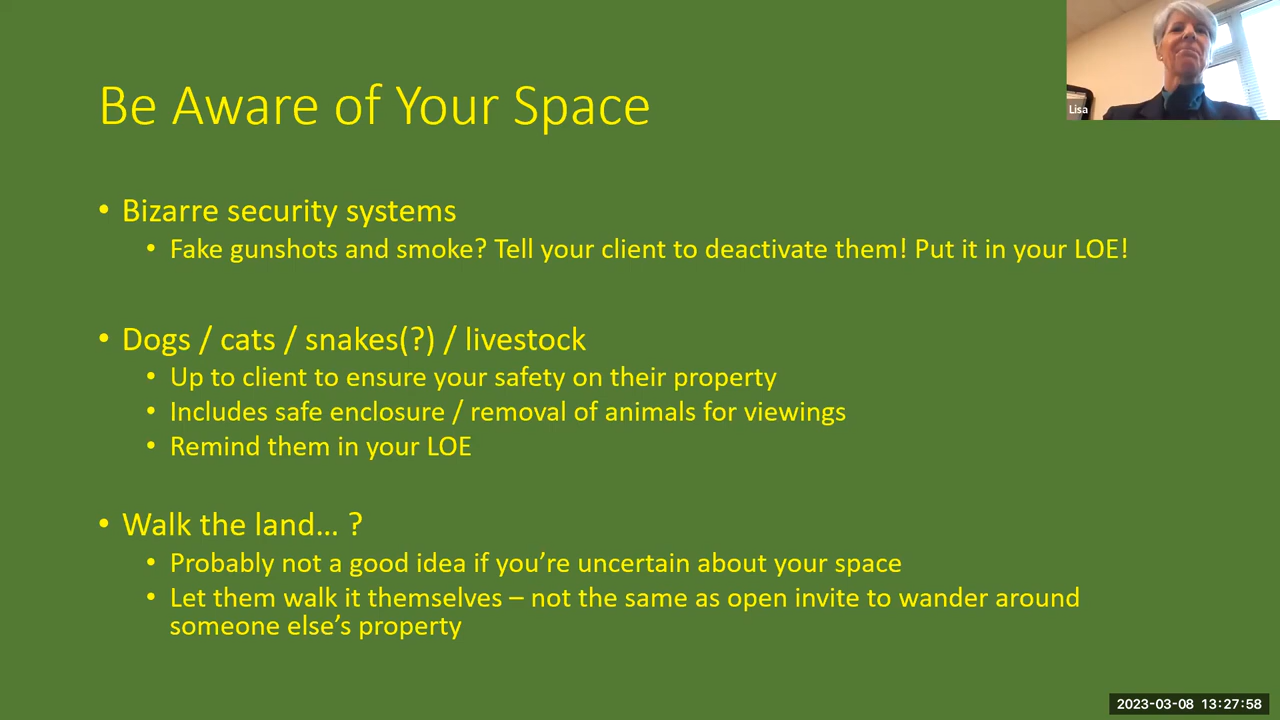 Be Aware of Your Space
Lisa
• Bizarre security systems
• Fake gunshots and smoke? Tell your client to deactivate them! Put it in your LOE!
• Dogs / cats / snakes(?) / livestock
• Up to client to ensure your safety on their property
• Includes safe enclosure / removal of animals for viewings
• Remind them in your LOE
• Walk the land… ?
• Probably not a good idea if you’re uncertain about your space
• Let them walk it themselves – not the same as open invite to wander around
someone else’s property
2023-03-08 13:27:58